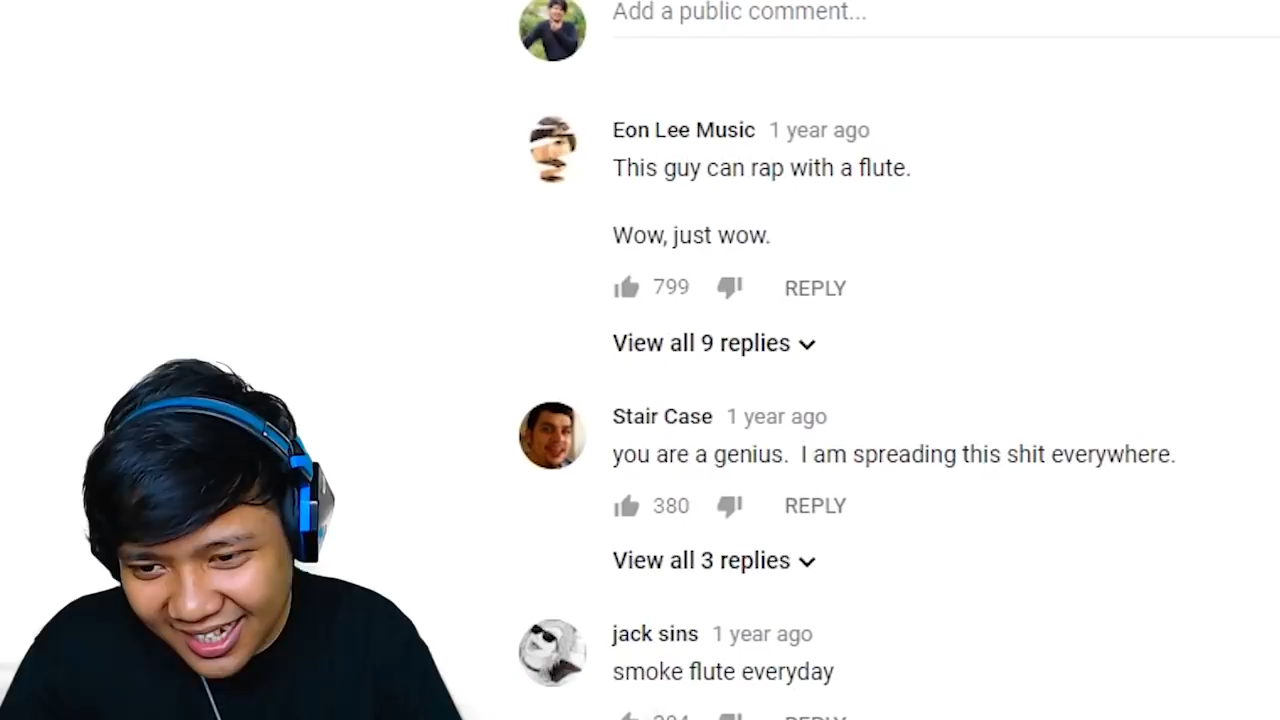 Add a public comment...
Eon Lee Music 1 year ago
This guy can rap with a flute.
Wow, just wow.
799 REPLY
View all 9 replies
Stair Case 1 year ago
you are a genius. I am spreading this shit everywhere.
380 REPLY
View all 3 replies
jack sins 1 year ago
smoke flute everyday